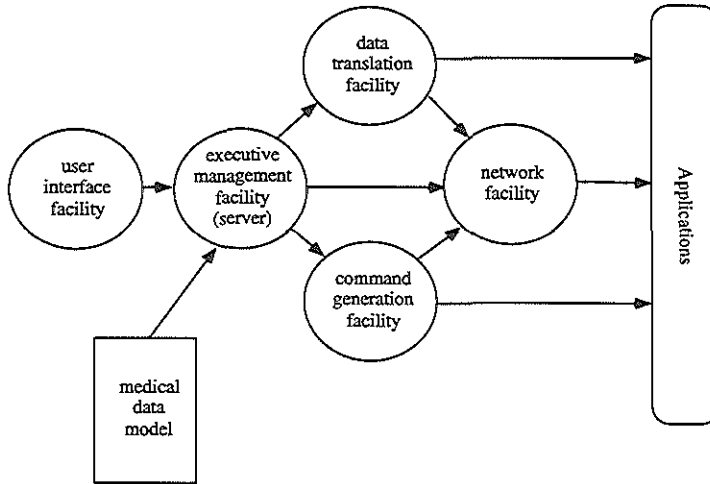 data
translation
facility
user
interface
facility
executive
management
facility
(server)
network
facility
command
generation
facility
medical
data
model
Applications